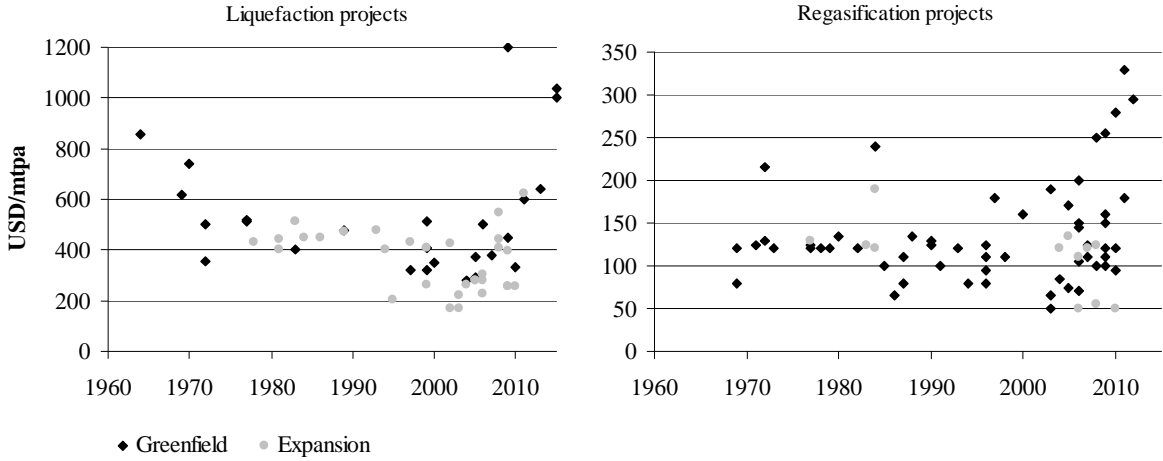 Liquefaction projects
USD/mtpa
1200
1000
800
600
400
200
0
1960 1970 1980 1990 2000 2010
Regasification projects
350
300
250
200
150
100
50
0
1960 1970 1980 1990 2000 2010
Greenfield Expansion